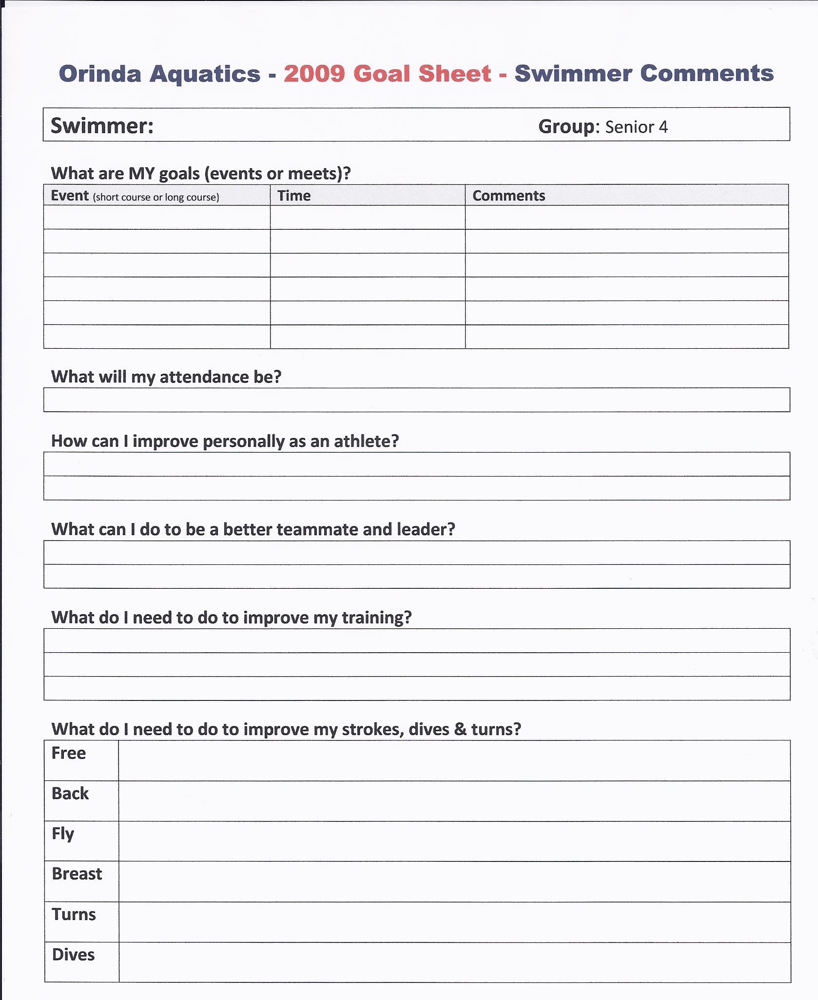 Orinda Aquatics - 2009 Goal Sheet - Swimmer Comments
Swimmer: Group: Senior 4
What are MY goals (events or meets)?
Event (short course or long course) Time Comments
What will my attendance be?
How can I improve personally as an athlete?
What can I do to be a better teammate and leader?
What do I need to do to improve my training?
What do I need to do to improve my strokes, dives & turns?
Free
Back
Fly
Breast
Turns
Dives